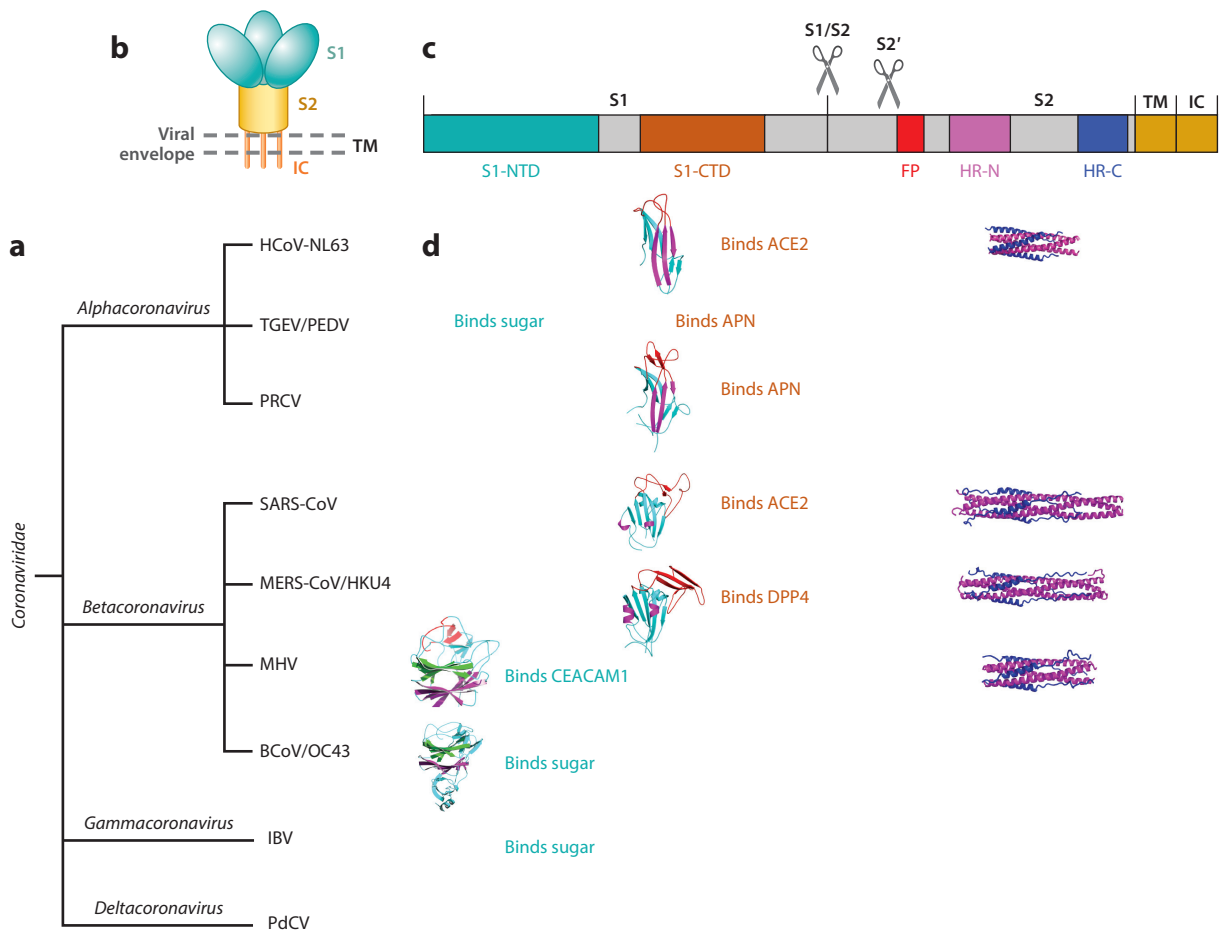 b
S1
S2
Viral
envelope
TM
IC
c
S1/S2
S2′
S1
S2
TM
IC
S1-NTD
S1-CTD
FP
HR-N
HR-C
a
Coronaviridae
Alphacoronavirus
HCoV-NL63
TGEV/PEDV
PRCV
Betacoronavirus
SARS-CoV
MERS-CoV/HKU4
MHV
BCoV/OC43
Gammacoronavirus
IBV
Deltacoronavirus
PdCV
d
Binds ACE2
Binds sugar
Binds APN
Binds APN
Binds ACE2
Binds DPP4
Binds CEACAM1
Binds sugar
Binds sugar